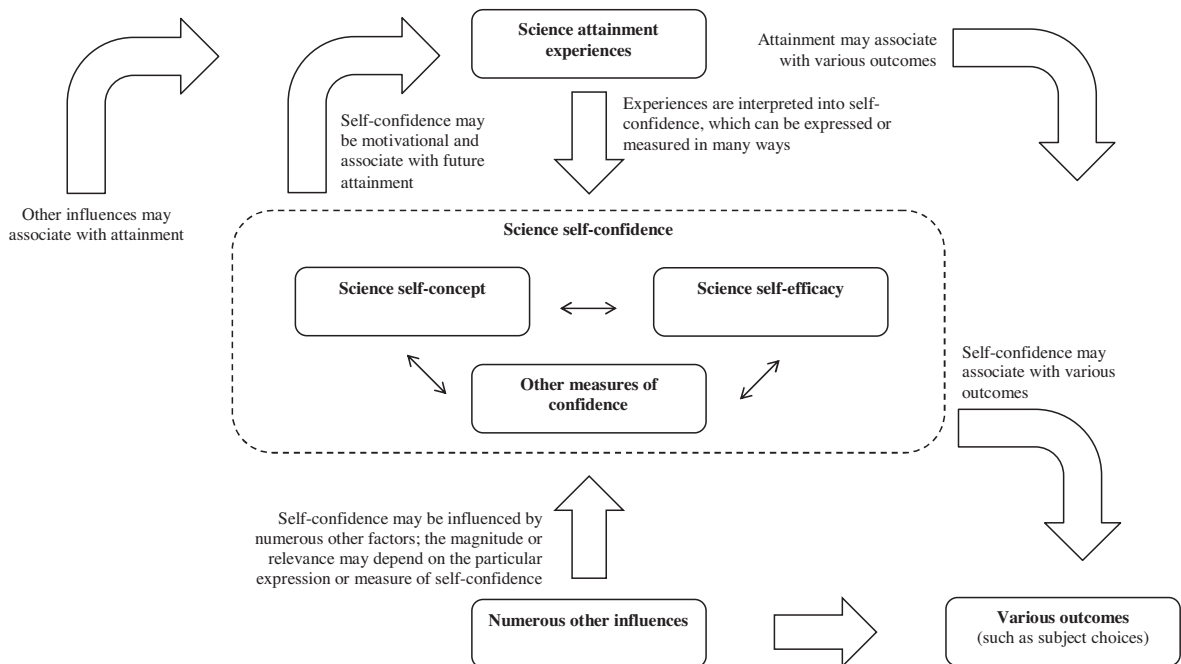 Science attainment
experiences
Attainment may associate
with various outcomes
Experiences are interpreted into self-
confidence, which can be expressed or
measured in many ways
Self-confidence may
be motivational and
associate with future
attainment
Other influences may
associate with attainment
Science self-confidence
Science self-concept
Science self-efficacy
Other measures of
confidence
Self-confidence may
associate with various
outcomes
Self-confidence may be influenced by
numerous other factors; the magnitude or
relevance may depend on the particular
expression or measure of self-confidence
Numerous other influences
Various outcomes
(such as subject choices)